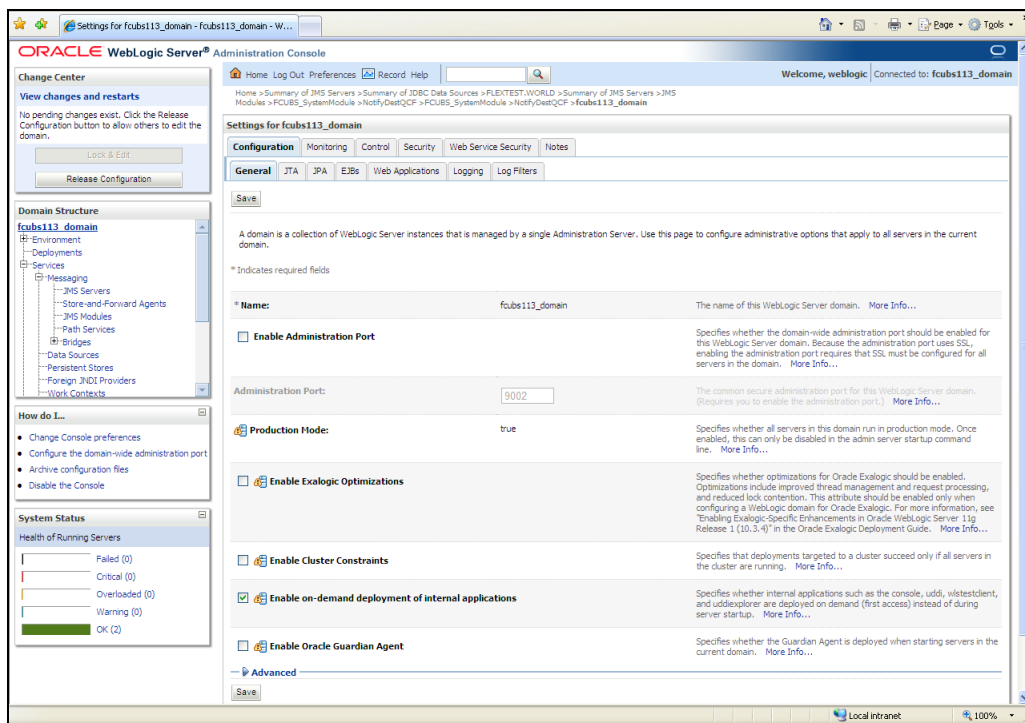 Settings for fcubs113_domain - fcubs113_domain - W...
Page
Tools
ORACLE WebLogic Server® Administration Console
Change Center
View changes and restarts
No pending changes exist. Click the Release
Configuration button to allow others to edit the
domain.
Lock & Edit
Release Configuration
Domain Structure
fcubs113_domain
Environment
Deployments
Services
Messaging
JMS Servers
Store-and-Forward Agents
JMS Modules
Path Services
Bridges
Data Sources
Persistent Stores
Foreign JNDI Providers
Work Contexts
How do I...
Change Console preferences
Configure the domain-wide administration port
Archive configuration files
Disable the Console
System Status
Health of Running Servers
Failed (0)
Critical (0)
Overloaded (0)
Warning (0)
OK (2)
Home Log Out Preferences Record Help
Welcome, weblogic Connected to: fcubs113_domain
Home >Summary of JMS Servers >Summary of JDBC Data Sources >FLEXTEST.WORLD >Summary of JMS Servers >JMS
Modules >FCUBS_SystemModule >NotifyDestQCF >FCUBS_SystemModule >NotifyDestQCF >fcubs113_domain
Settings for fcubs113_domain
Configuration Monitoring Control Security Web Service Security Notes
General JTA JPA EJBs Web Applications Logging Log Filters
Save
A domain is a collection of WebLogic Server instances that is managed by a single Administration Server. Use this page to configure administrative options that apply to all servers in the current
domain.
* Indicates required fields
* Name: fcubs113_domain The name of this WebLogic Server domain. More Info...
Enable Administration Port
Specifies whether the domain-wide administration port should be enabled for
this WebLogic Server domain. Because the administration port uses SSL,
enabling the administration port requires that SSL must be configured for all
servers in the domain. More Info...
Administration Port: 9002
The common secure administration port for this WebLogic Server domain.
(Requires you to enable the administration port.) More Info...
Production Mode: true
Specifies whether all servers in this domain run in production mode. Once
enabled, this can only be disabled in the admin server startup command
line. More Info...
Enable Exalogic Optimizations
Specifies whether optimizations for Oracle Exalogic should be enabled.
Optimizations include improved thread management and request processing,
and reduced lock contention. This attribute should be enabled only when
configuring a WebLogic domain for Oracle Exalogic. For more information, see
"Enabling Exalogic-Specific Enhancements in Oracle WebLogic Server 11g
Release 1 (10.3.4)" in the Oracle Exalogic Deployment Guide. More Info...
Enable Cluster Constraints
Specifies that deployments targeted to a cluster succeed only if all servers in
the cluster are running. More Info...
Enable on-demand deployment of internal applications
Specifies whether internal applications such as the console, uddi, wlstestclient,
and uddiexplorer are deployed on demand (first access) instead of during
server startup. More Info...
Enable Oracle Guardian Agent
Specifies whether the Guardian Agent is deployed when starting servers in the
current domain. More Info...
Advanced
Save
Local intranet
100%